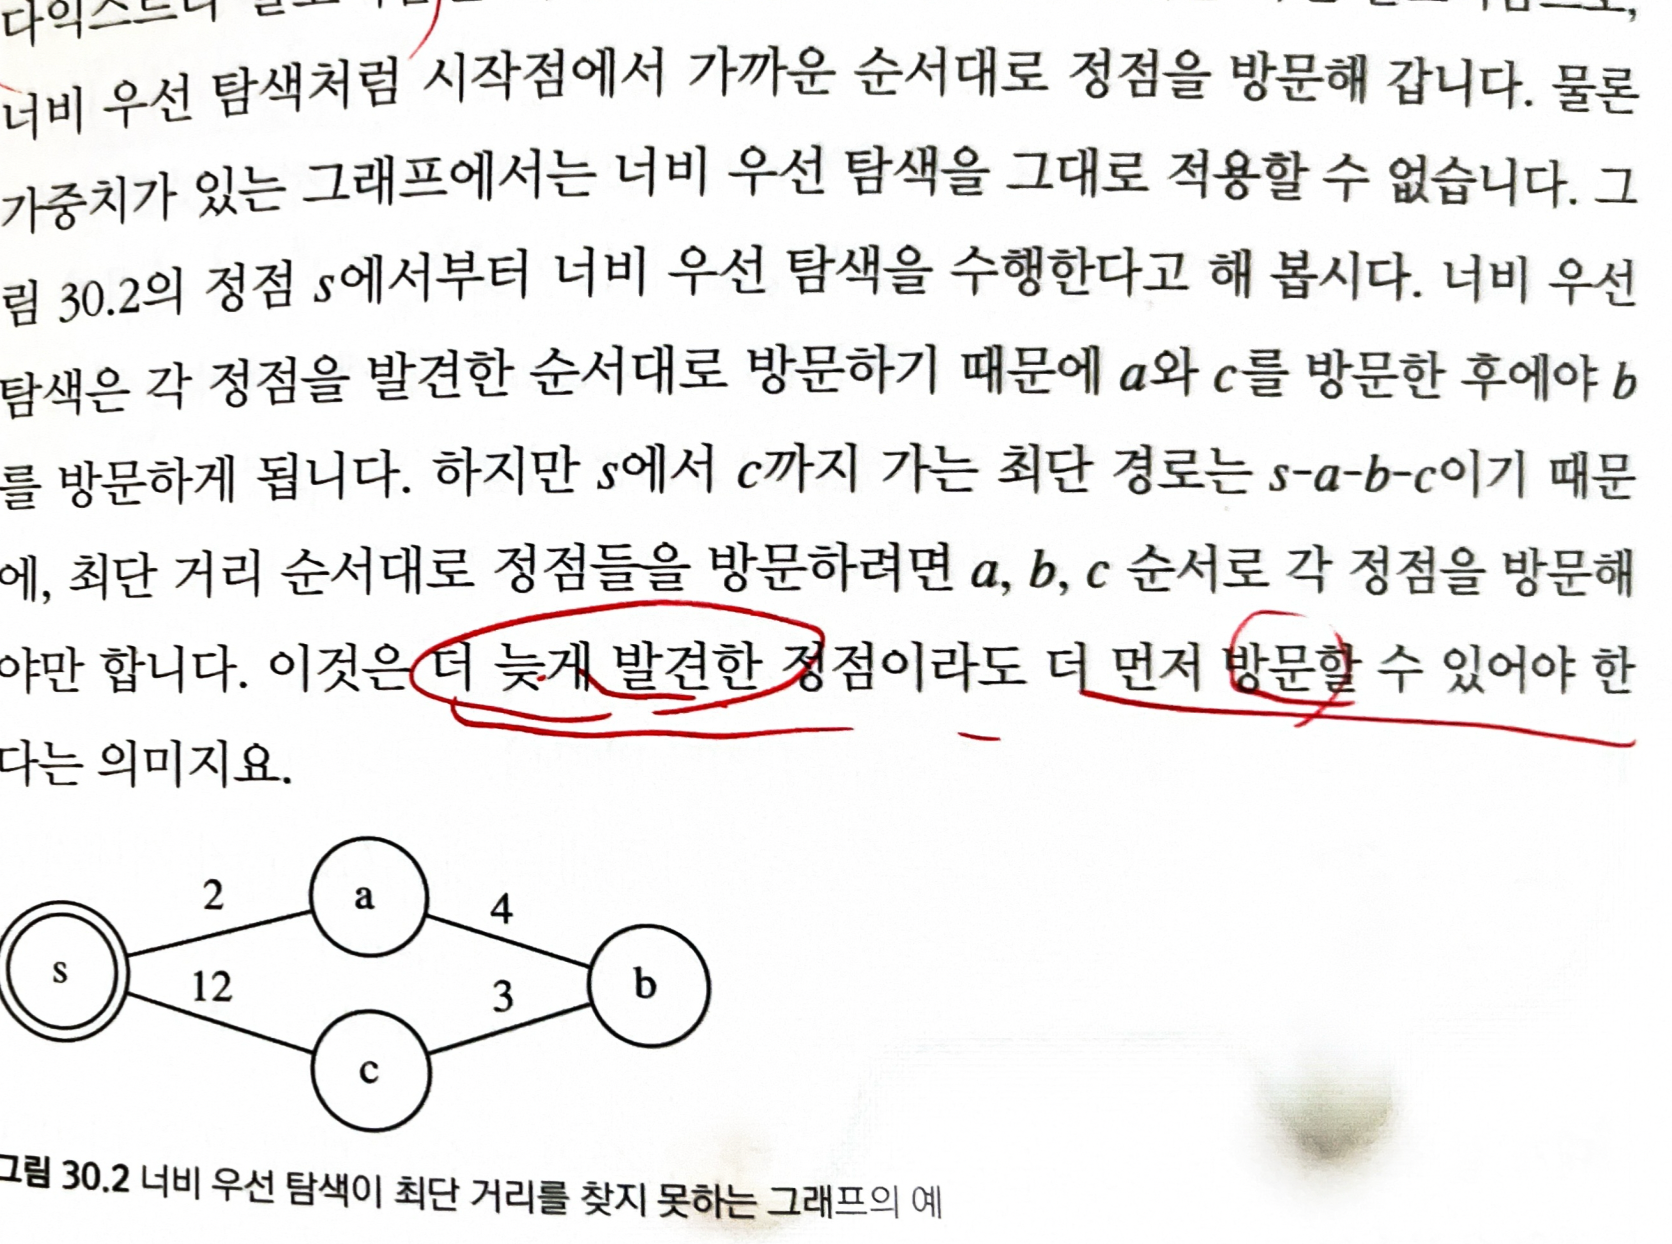 너비 우선 탐색처럼 시작점에서 가까운 순서대로 정점을 방문해 갑니다. 물론
가중치가 있는 그래프에서는 너비 우선 탐색을 그대로 적용할 수 없습니다. 그
림 30.2의 정점 s에서부터 너비 우선 탐색을 수행한다고 해 봅시다. 너비 우선
탐색은 각 정점을 발견한 순서대로 방문하기 때문에 a와 c를 방문한 후에야 b
를 방문하게 됩니다. 하지만 s에서 c까지 가는 최단 경로는 s-a-b-c이기 때문
에, 최단 거리 순서대로 정점들을 방문하려면 a, b, c 순서로 각 정점을 방문해
야만 합니다. 이것은 더 늦게 발견한 정점이라도 더 먼저 방문할 수 있어야 한
다는 의미지요.
2
a
4
s
12
3
b
c
그림 30.2 너비 우선 탐색이 최단 거리를 찾지 못하는 그래프의 예